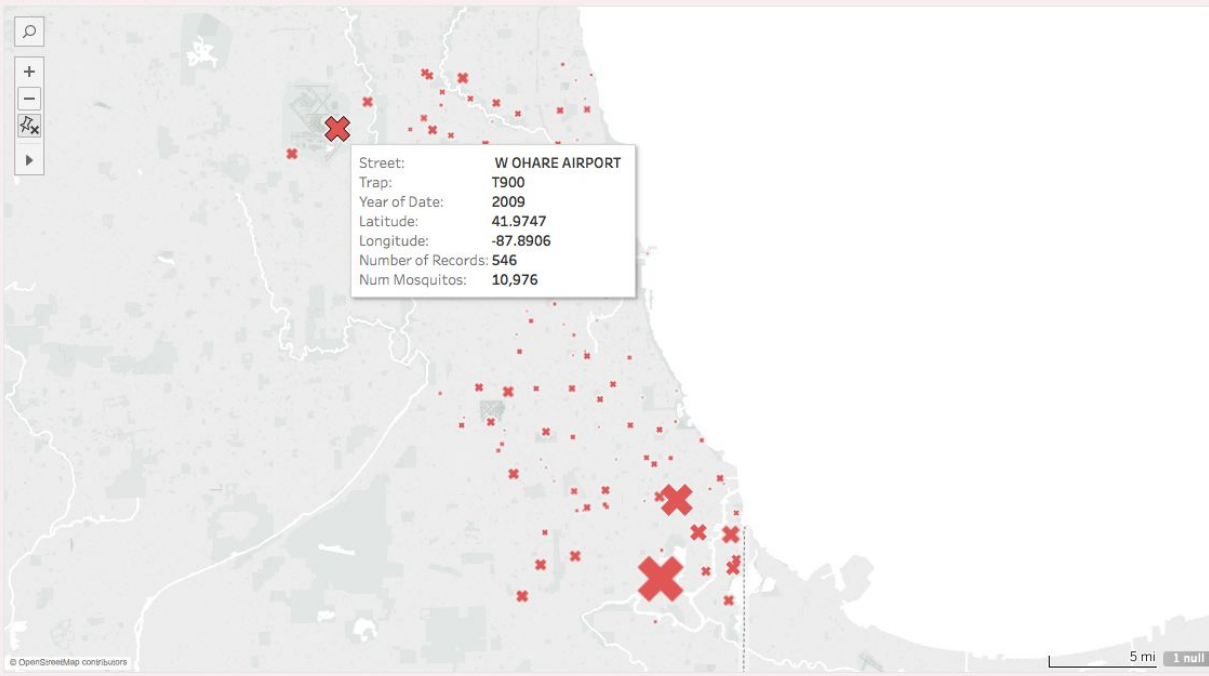 Street: W OHARE AIRPORT
Trap: T900
Year of Date: 2009
Latitude: 41.9747
Longitude: -87.8906
Number of Records: 546
Num Mosquitos: 10,976
© OpenStreetMap contributors
5 mi
1 null